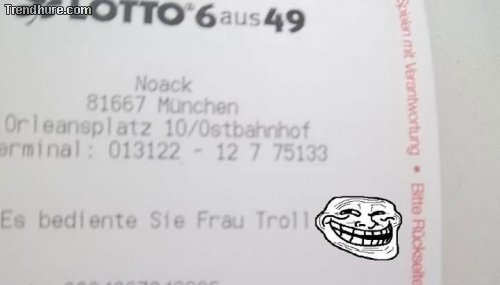 Trendhure.com
LOTTO®6aus49
Noack
81667 München
Orleansplatz 10/Ostbahnhof
erminal: 013122 - 12 7 75133
Es bediente Sie Frau Troll
Spielen mit Verantwortung • Bitte Rückseite